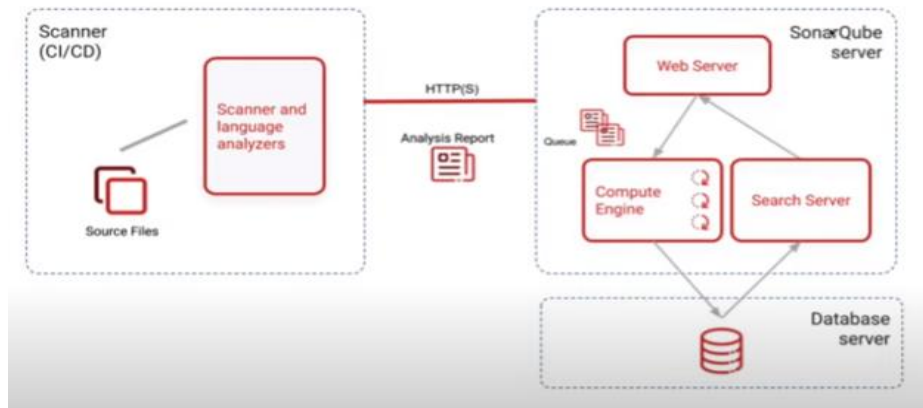 Scanner
(CI/CD)
Scanner and
language
analyzers
Source Files
HTTP(S)
Analysis Report
SonarQube
server
Web Server
Queue
Compute
Engine
Search Server
Database
server